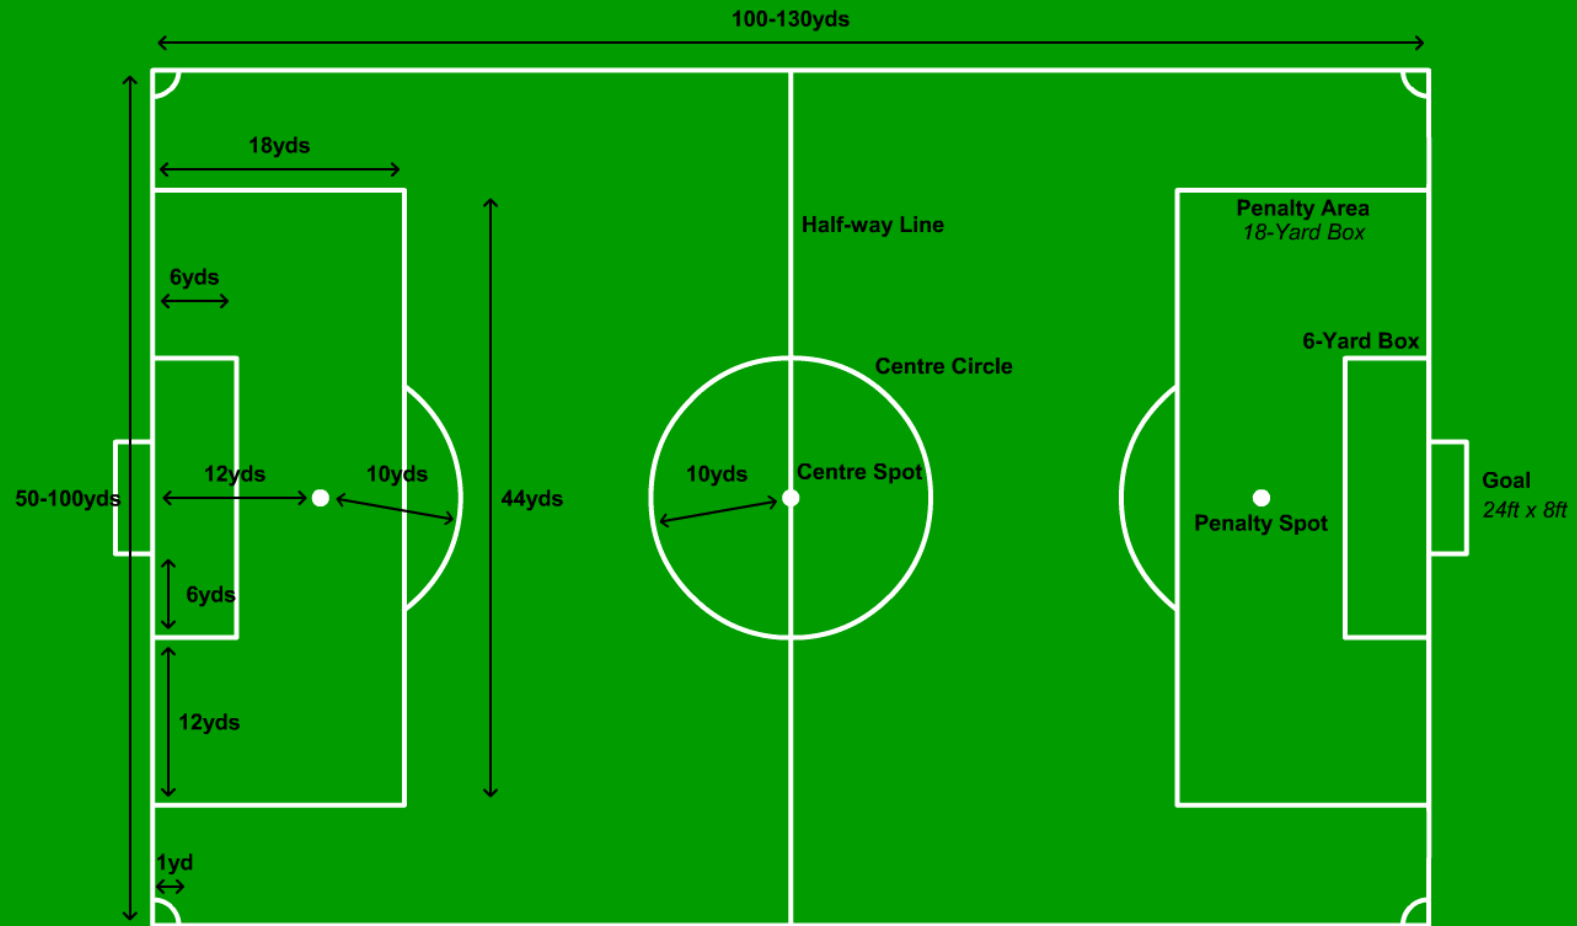 100-130yds
18yds
Penalty Area
18-Yard Box
Half-way Line
6yds
6-Yard Box
Centre Circle
12yds
10yds
10yds
Centre Spot
Goal
24ft x 8ft
50-100yds
44yds
Penalty Spot
6yds
12yds
1yd